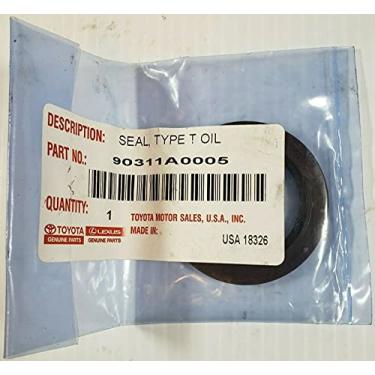 DESCRIPTION: SEAL, TYPE T OIL
PART NO.: 90311A0005
QUANTITY: 1 TOYOTA MOTOR SALES, U.S.A., INC.
MADE IN: USA 18326
TOYOTA LEXUS
GENUINE PARTS GENUINE PARTS